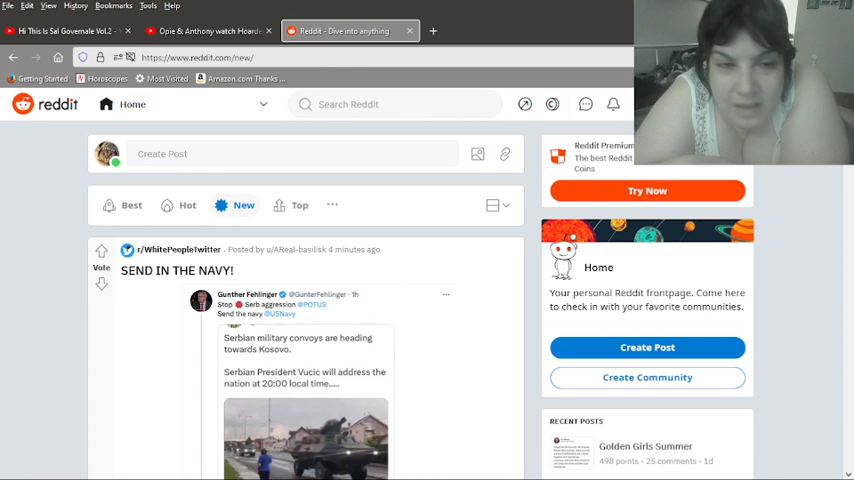 File Edit View History Bookmarks Tools Help
Hi This Is Sal Governale Vol.2 - Y
Opie & Anthony watch Hoarde
Reddit - Dive into anything
https://www.reddit.com/new/
Getting Started Horoscopes Most Visited Amazon.com Thanks ...
reddit Home Search Reddit
Create Post
Best Hot New Top ...
r/WhitePeopleTwitter · Posted by u/AReal-basilisk 4 minutes ago
Vote
SEND IN THE NAVY!
Gunther Fehlinger @GunterFehlinger · 1h
Stop Serb aggression @POTUS
Send the navy @USNavy
Serbian military convoys are heading
towards Kosovo.
Serbian President Vucic will address the
nation at 20:00 local time.....
Reddit Premium
The best Reddit
Coins
Try Now
Home
Your personal Reddit frontpage. Come here
to check in with your favorite communities.
Create Post
Create Community
RECENT POSTS
Golden Girls Summer
498 points · 25 comments · 1d